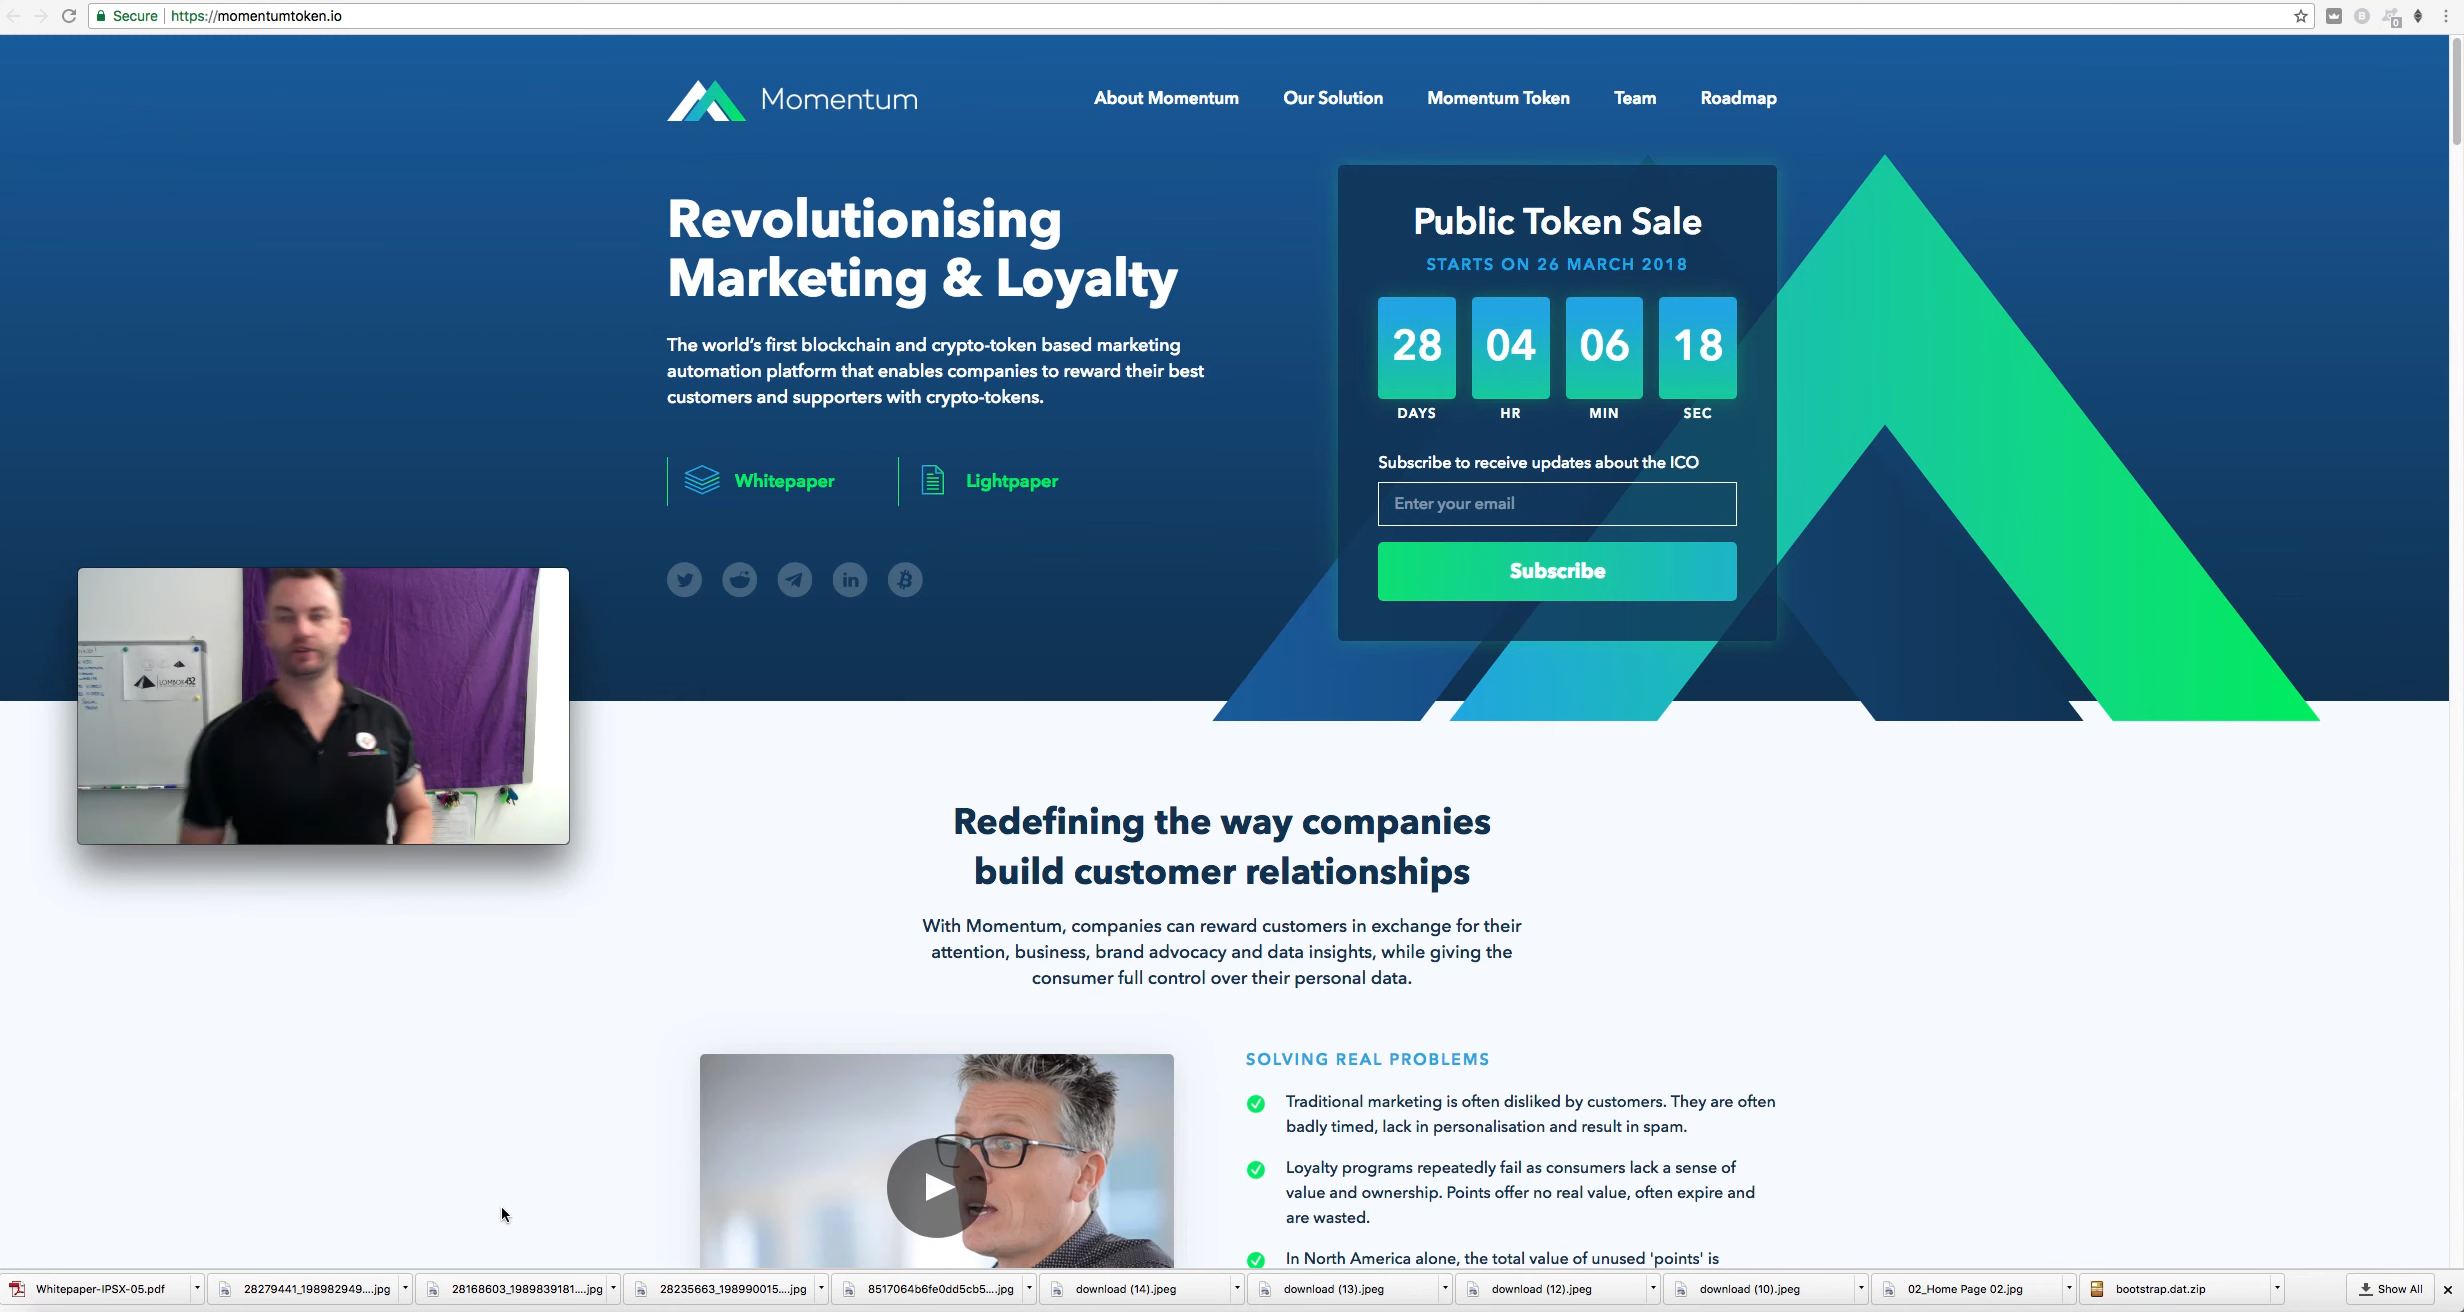 Secure
https://momentumtoken.io
0
Momentum
About Momentum
Our Solution
Momentum Token
Team
Roadmap
Revolutionising
Marketing & Loyalty
The world's first blockchain and crypto-token based marketing
automation platform that enables companies to reward their best
customers and supporters with crypto-tokens.
Whitepaper
Lightpaper
Public Token Sale
STARTS ON 26 MARCH 2018
28 04 06 18
DAYS HR MIN SEC
Subscribe to receive updates about the ICO
Enter your email
Subscribe
LOMBOK432
Redefining the way companies
build customer relationships
With Momentum, companies can reward customers in exchange for their
attention, business, brand advocacy and data insights, while giving the
consumer full control over their personal data.
SOLVING REAL PROBLEMS
Traditional marketing is often disliked by customers. They are often
badly timed, lack in personalisation and result in spam.
Loyalty programs repeatedly fail as consumers lack a sense of
value and ownership. Points offer no real value, often expire and
are wasted.
In North America alone, the total value of unused 'points' is
Whitepaper-IPSX-05.pdf
28279441_198982949....jpg
28168603_1989839181....jpg
28235663_198990015....jpg
8517064b6fe0dd5cb5....jpg
download (14).jpeg
download (13).jpeg
download (12).jpeg
download (10).jpeg
02_Home Page 02.jpg
bootstrap.dat.zip
Show All